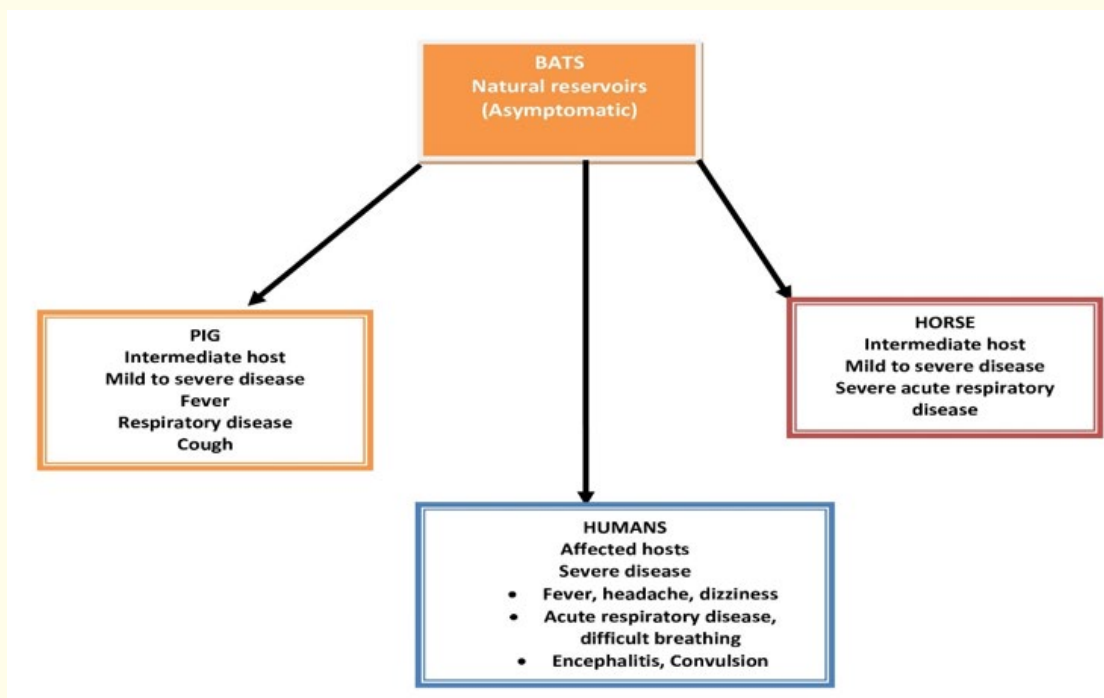 BATS
Natural reservoirs
(Asymptomatic)
PIG
Intermediate host
Mild to severe disease
Fever
Respiratory disease
Cough
HORSE
Intermediate host
Mild to severe disease
Severe acute respiratory
disease
HUMANS
Affected hosts
Severe disease
• Fever, headache, dizziness
• Acute respiratory disease,
difficult breathing
• Encephalitis, Convulsion